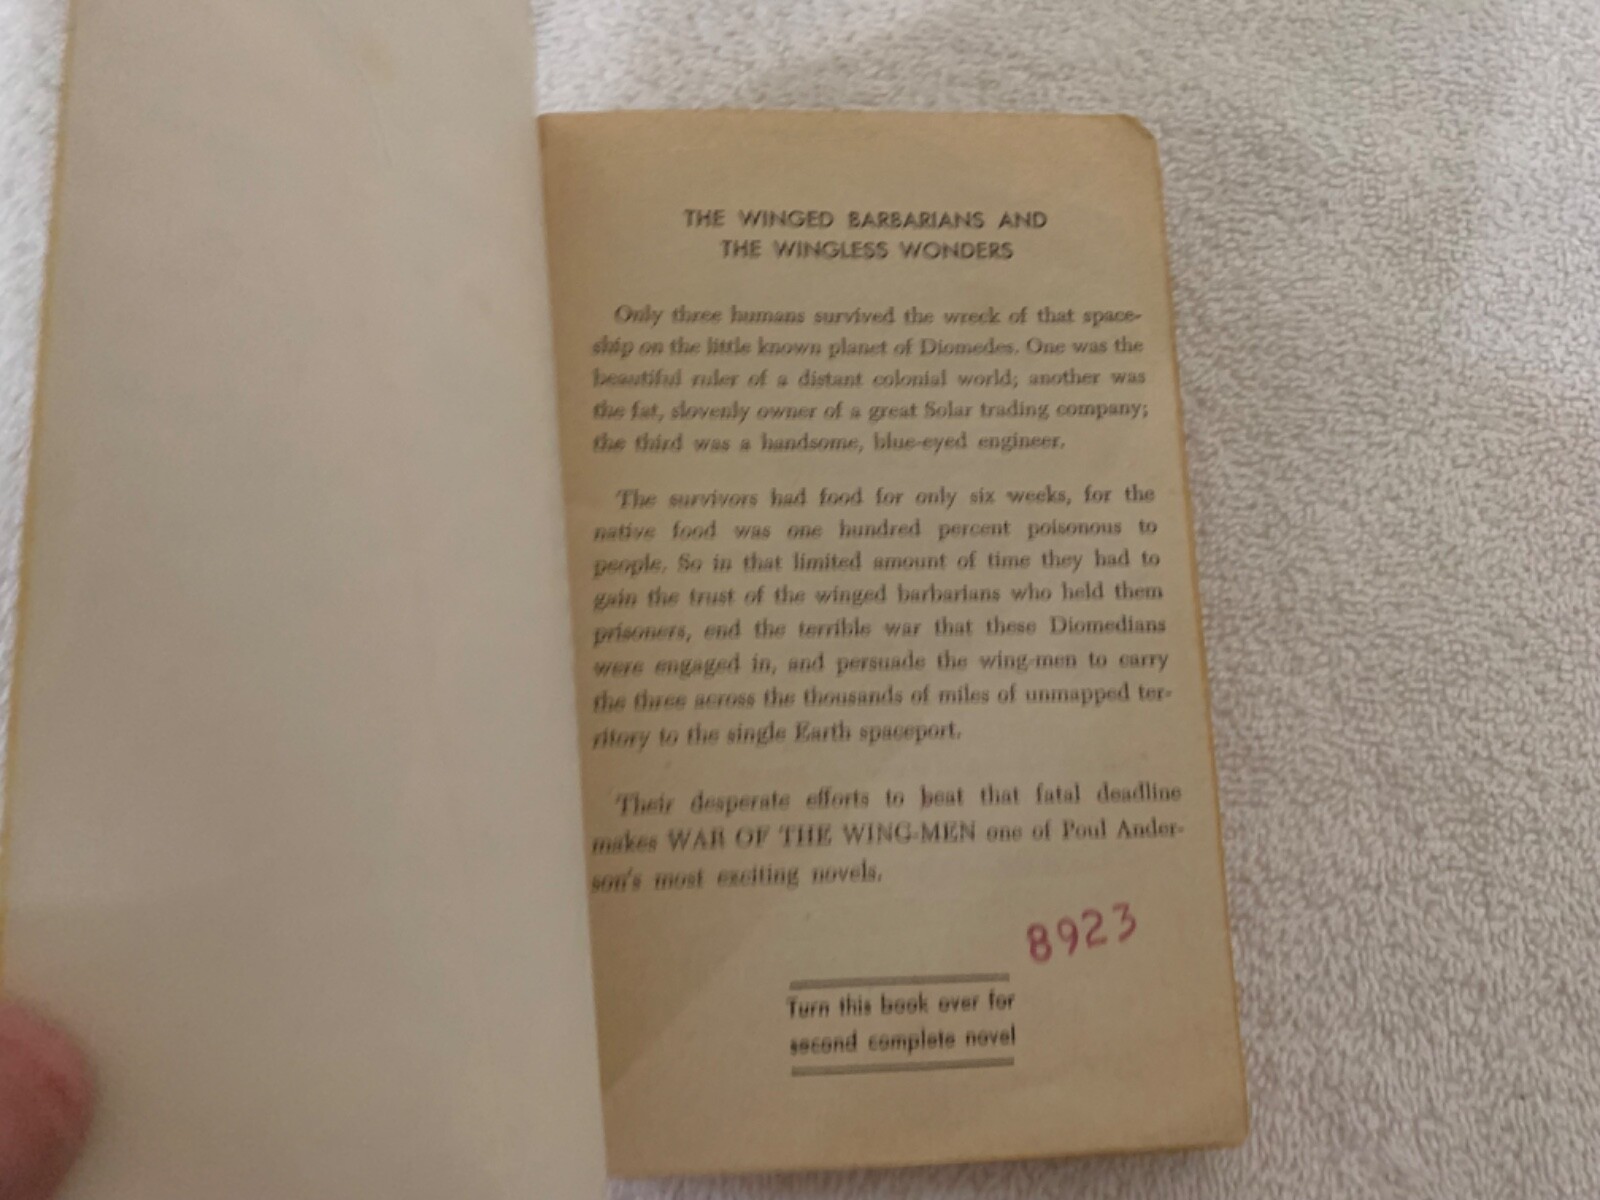 THE WINGED BARBARIANS AND
THE WINGLESS WONDERS
Only three humans survived the wreck of that space-
ship on the little known planet of Diomedes. One was the
beautiful ruler of a distant colonial world; another was
the fat, slovenly owner of a great Solar trading company;
the third was a handsome, blue-eyed engineer.
The survivors had food for only six weeks, for the
native food was one hundred percent poisonous to
people. So in that limited amount of time they had to
gain the trust of the winged barbarians who held them
prisoners, end the terrible war that these Diomedians
were engaged in, and persuade the wing-men to carry
the three across the thousands of miles of unmapped ter-
ritory to the single Earth spaceport.
Their desperate efforts to beat that fatal deadline
makes WAR OF THE WING-MEN one of Poul Ander-
son's most exciting novels.
8923
Turn this book over for
second complete novel